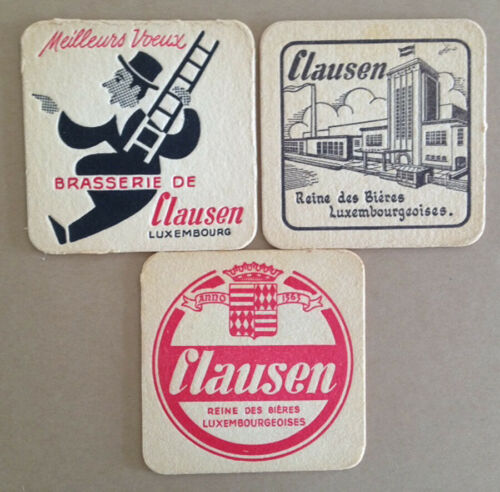 Meilleurs Voeux
BRASSERIE DE
Clausen
LUXEMBOURG
Clausen
Reine des Bières
Luxembourgeoises.
ANNO 1563
Clausen
REINE DES BIÈRES
LUXEMBOURGEOISES